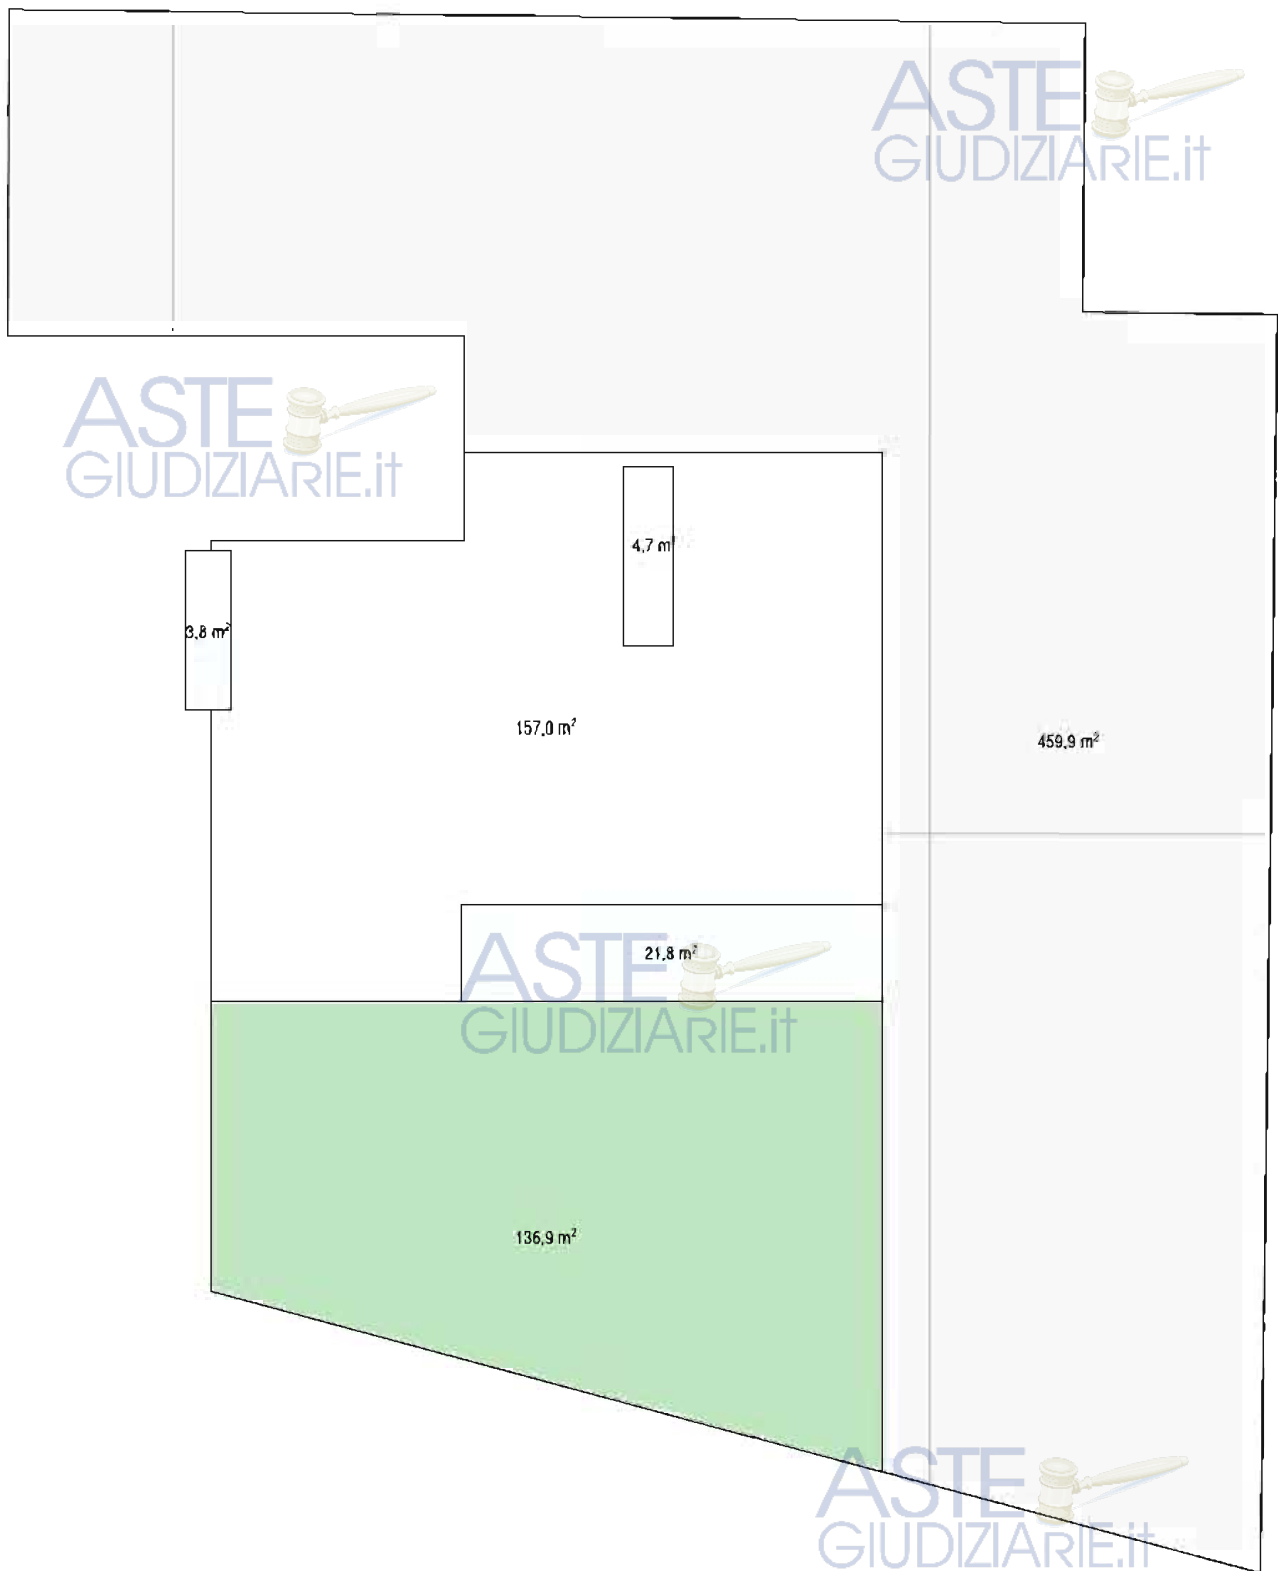 ASTE
GIUDIZIARIE.it
ASTE
GIUDIZIARIE.it
4,7 m²
3,8 m²
157,0 m²
459,9 m²
21,8 m²
ASTE
GIUDIZIARIE.it
136,9 m²
ASTE
GIUDIZIARIE.it